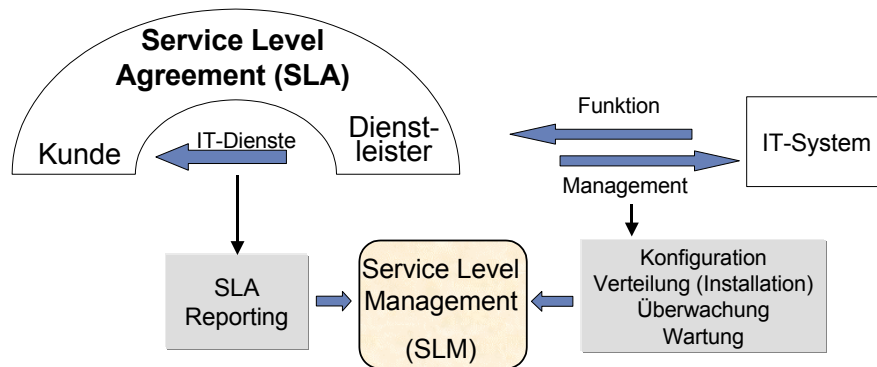 Service Level
Agreement (SLA)
Kunde
IT-Dienste
Dienst-
leister
Funktion
Management
IT-System
SLA
Reporting
Service Level
Management
(SLM)
Konfiguration
Verteilung (Installation)
Überwachung
Wartung